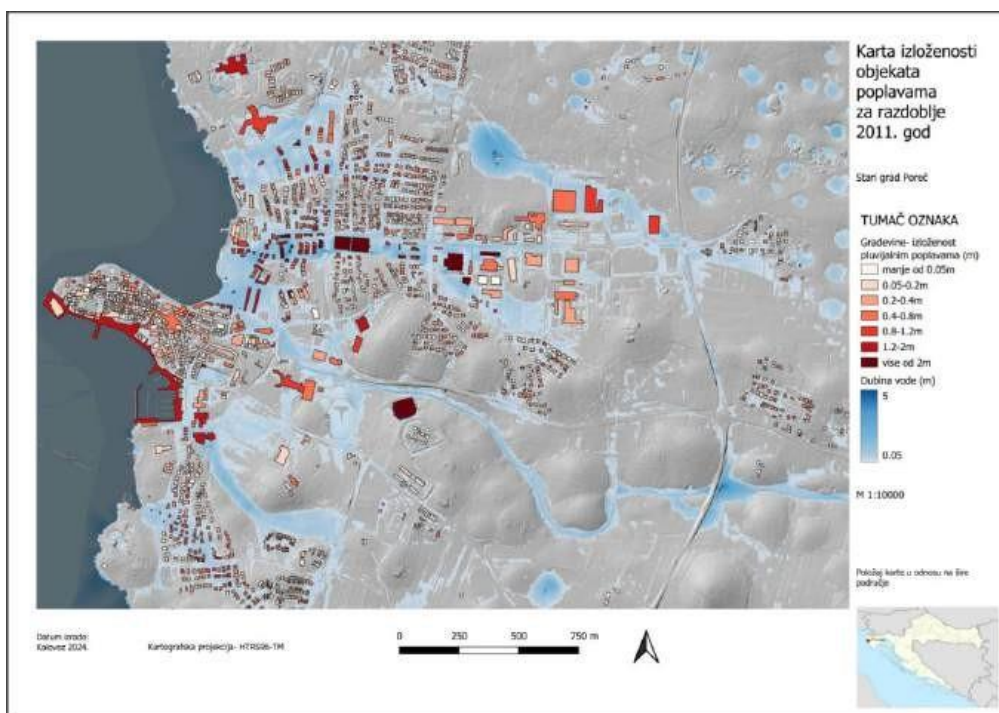 Karta izloženosti
objekata
poplavama
za razdoblje
2011. god
Stari grad Poreč
TUMAČ OZNAKA
Građevine- izloženost
pluvijalnim poplavama (m)
manje od 0.05m
0.05-0.2m
0.2-0.4m
0.4-0.8m
0.8-1.2m
1.2-2m
vise od 2m
Dubina vode (m)
5
0.05
M 1:10000
Položaj karte u odnosu na šire
područje
Datum izrade:
Kolovoz 2024.
Kartografska projekcija- HTRS96-TM
0 250 500 750 m